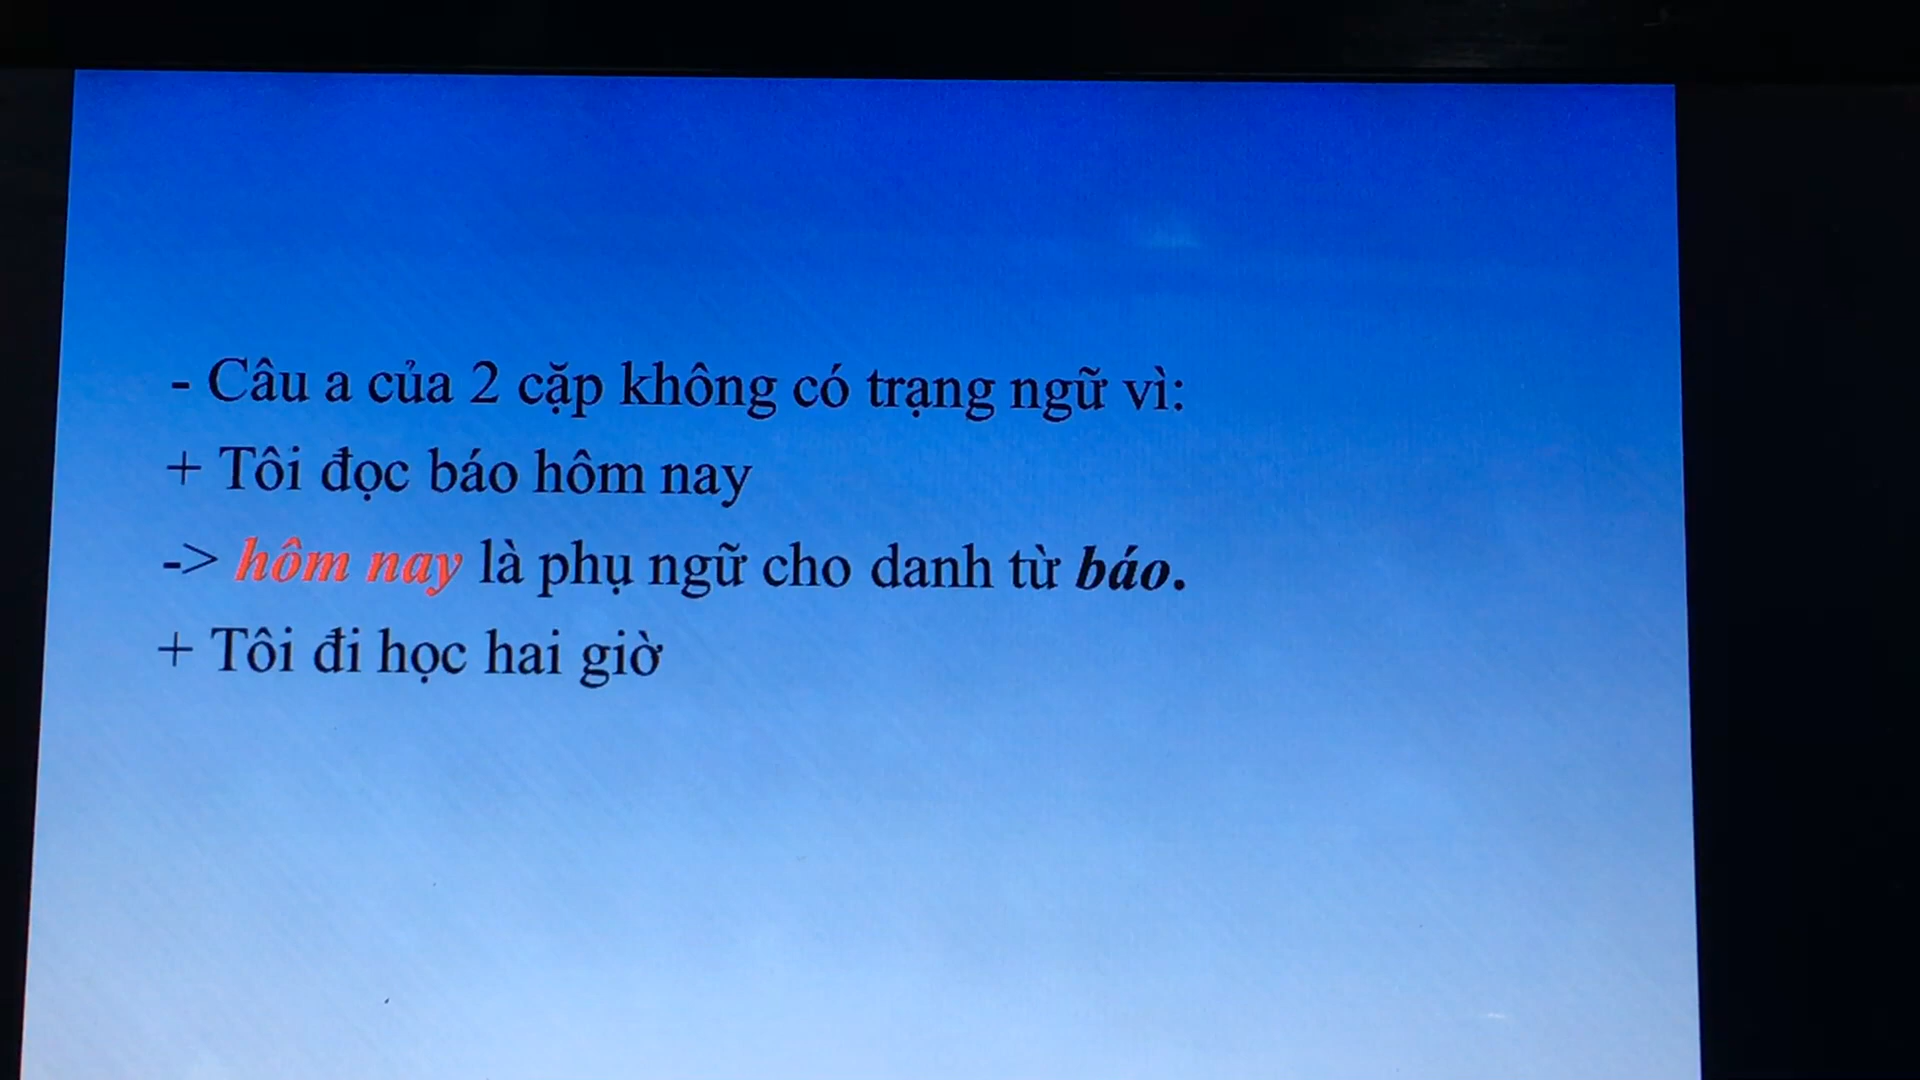 - Câu a của 2 cặp không có trạng ngữ vì:
+ Tôi đọc báo hôm nay
-> hôm nay là phụ ngữ cho danh từ báo.
+ Tôi đi học hai giờ